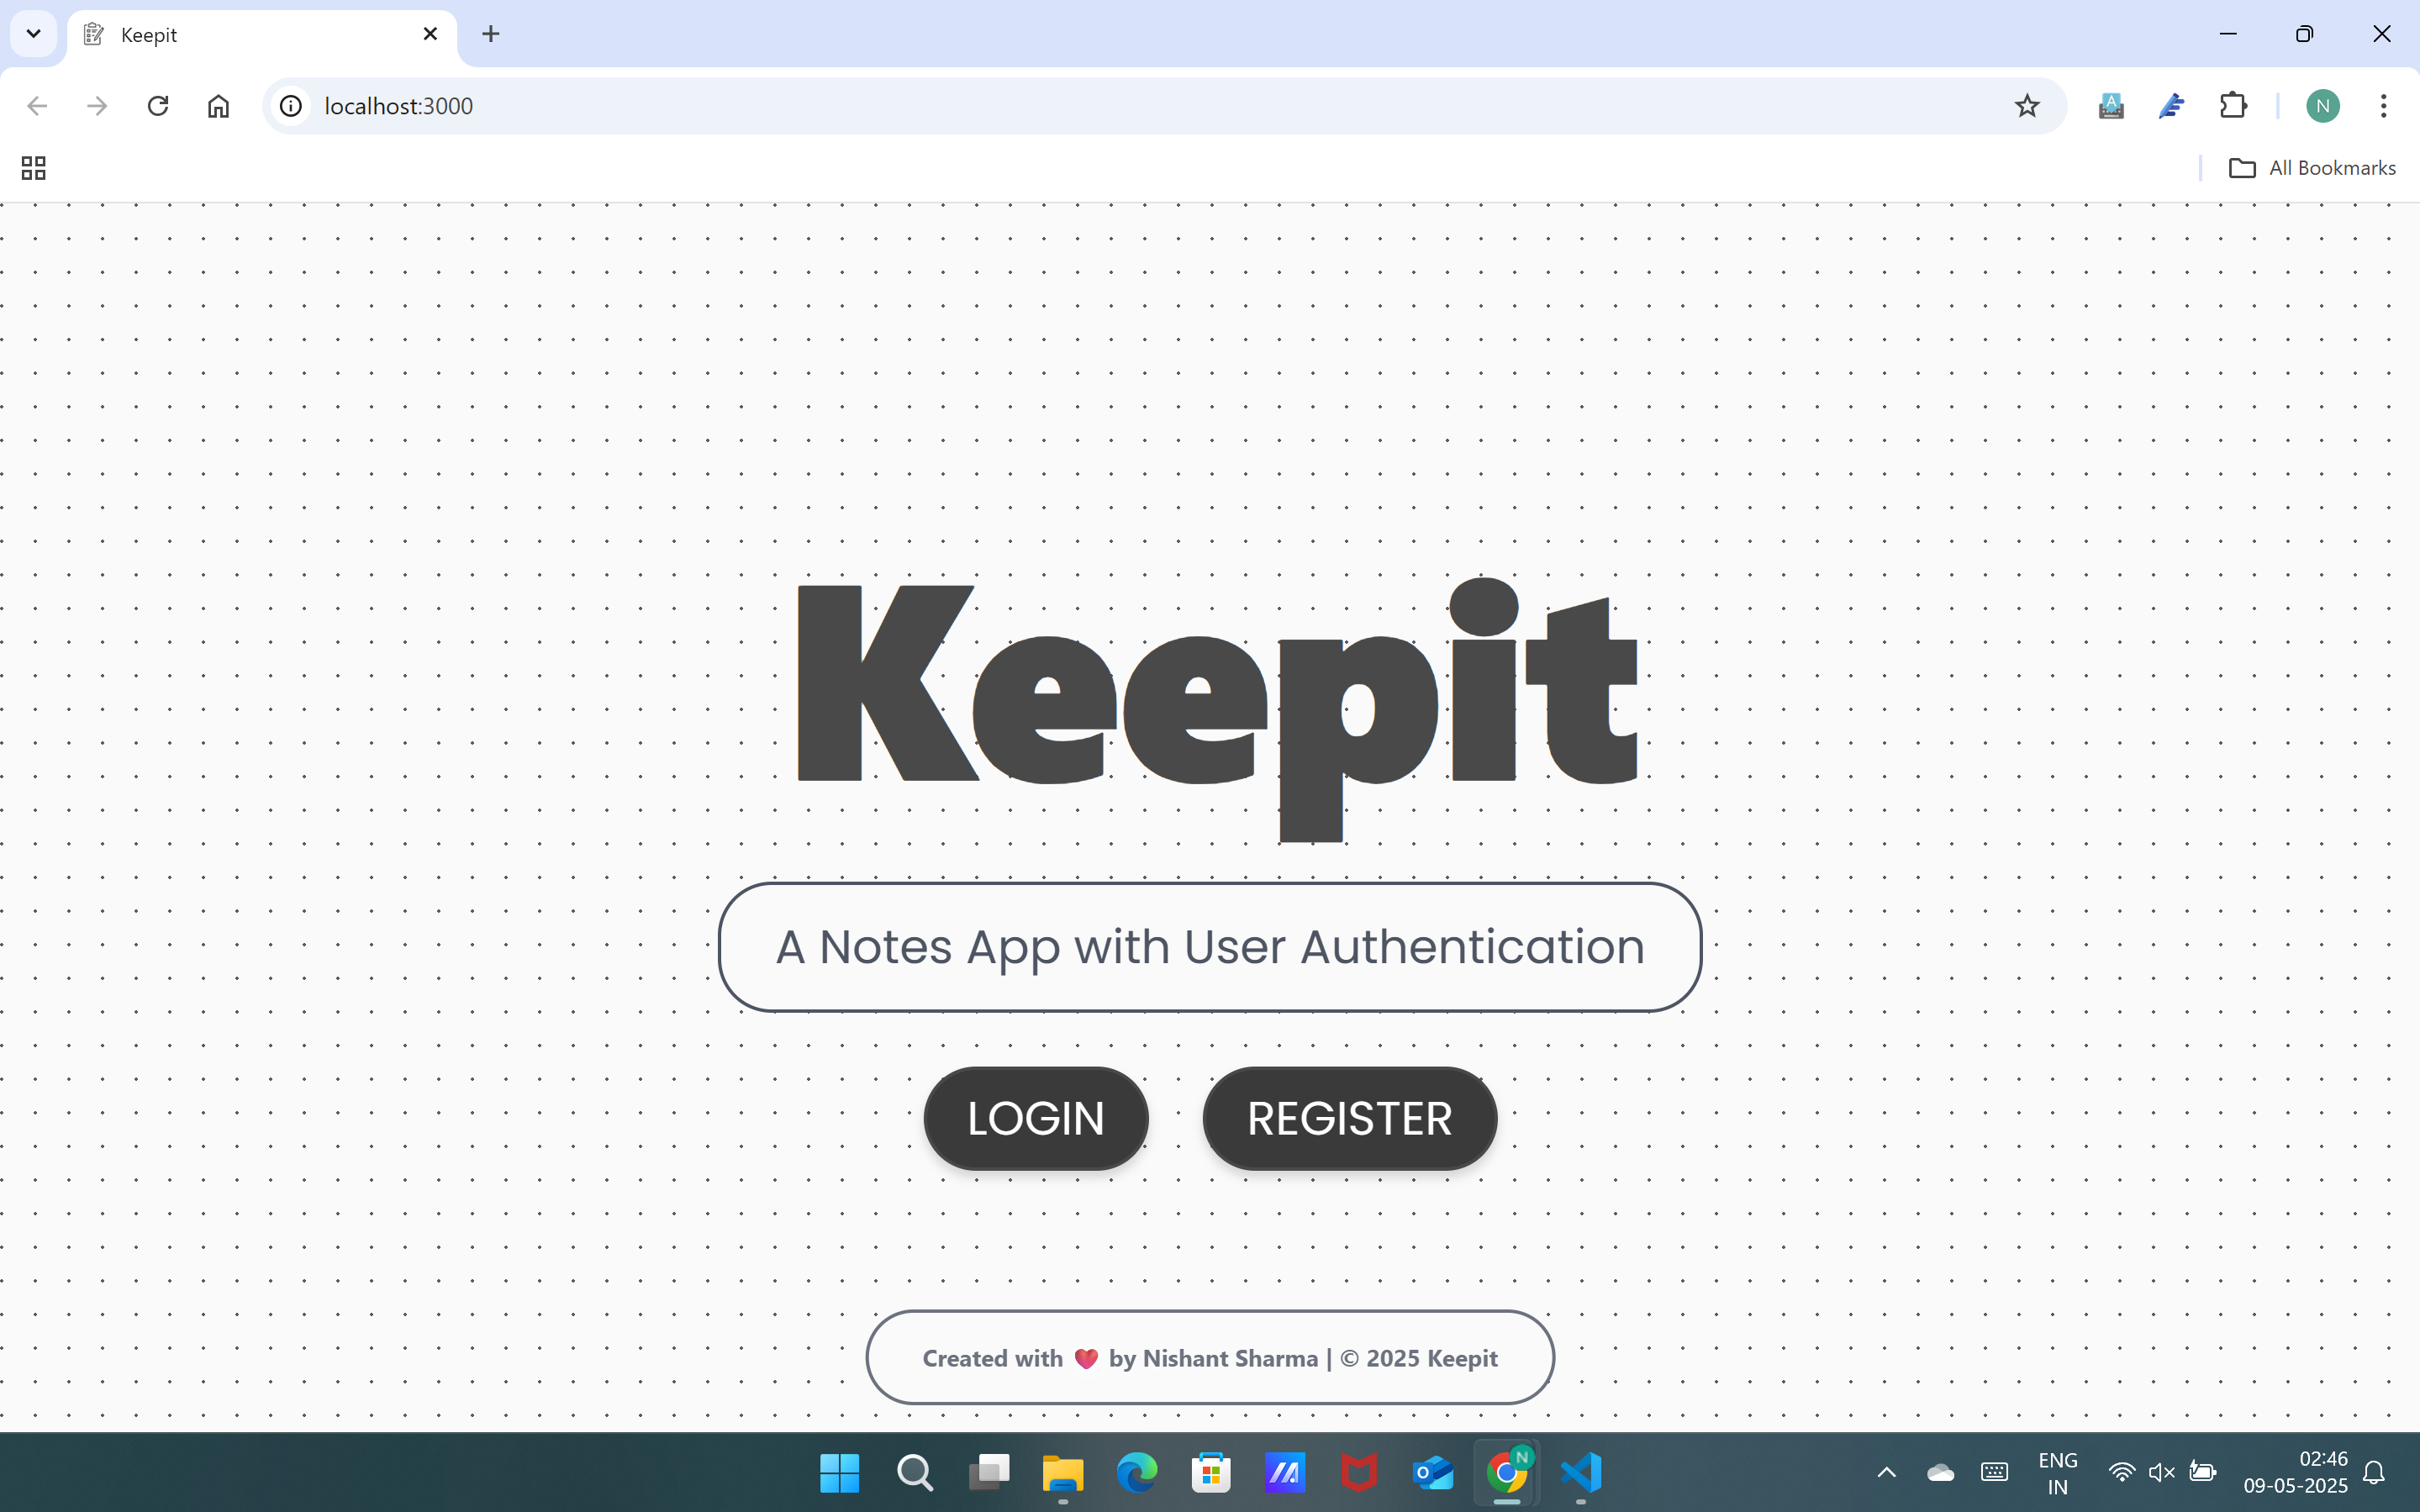 Keepit
localhost:3000
N
All Bookmarks
Keepit
A Notes App with User Authentication
LOGIN
REGISTER
Created with ❤️ by Nishant Sharma | © 2025 Keepit
ENG
IN
02:46
09-05-2025